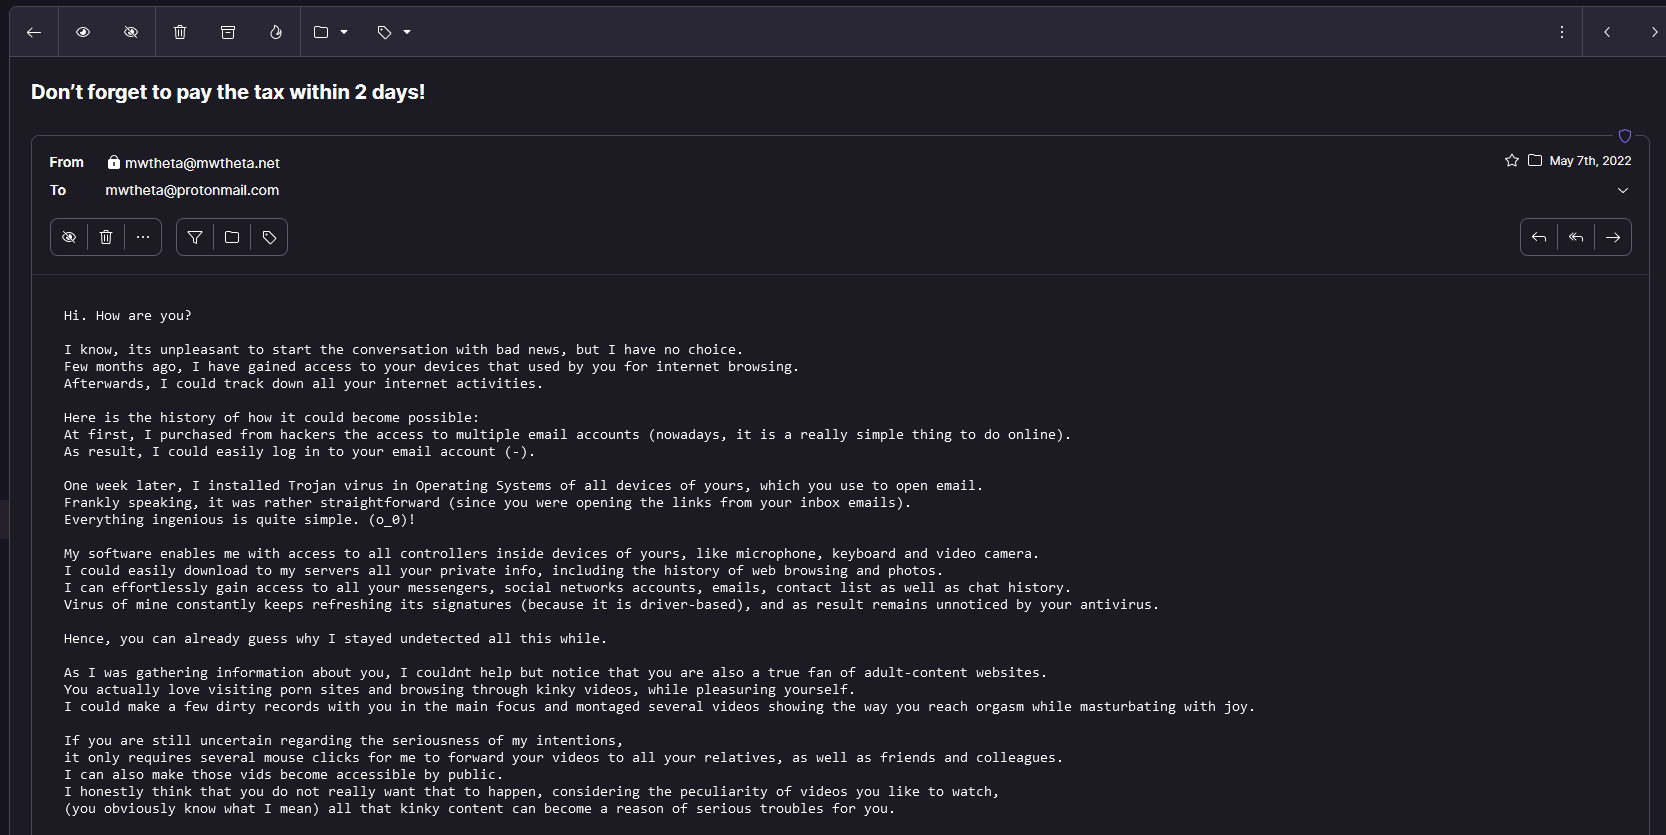 Don’t forget to pay the tax within 2 days!
From mwtheta@mwtheta.net
May 7th, 2022
To mwtheta@protonmail.com
Hi. How are you?
I know, its unpleasant to start the conversation with bad news, but I have no choice.
Few months ago, I have gained access to your devices that used by you for internet browsing.
Afterwards, I could track down all your internet activities.
Here is the history of how it could become possible:
At first, I purchased from hackers the access to multiple email accounts (nowadays, it is a really simple thing to do online).
As result, I could easily log in to your email account (-).
One week later, I installed Trojan virus in Operating Systems of all devices of yours, which you use to open email.
Frankly speaking, it was rather straightforward (since you were opening the links from your inbox emails).
Everything ingenious is quite simple. (o_0)!
My software enables me with access to all controllers inside devices of yours, like microphone, keyboard and video camera.
I could easily download to my servers all your private info, including the history of web browsing and photos.
I can effortlessly gain access to all your messengers, social networks accounts, emails, contact list as well as chat history.
Virus of mine constantly keeps refreshing its signatures (because it is driver-based), and as result remains unnoticed by your antivirus.
Hence, you can already guess why I stayed undetected all this while.
As I was gathering information about you, I couldnt help but notice that you are also a true fan of adult-content websites.
You actually love visiting porn sites and browsing through kinky videos, while pleasuring yourself.
I could make a few dirty records with you in the main focus and montaged several videos showing the way you reach orgasm while masturbating with joy.
If you are still uncertain regarding the seriousness of my intentions,
it only requires several mouse clicks for me to forward your videos to all your relatives, as well as friends and colleagues.
I can also make those vids become accessible by public.
I honestly think that you do not really want that to happen, considering the peculiarity of videos you like to watch,
(you obviously know what I mean) all that kinky content can become a reason of serious troubles for you.